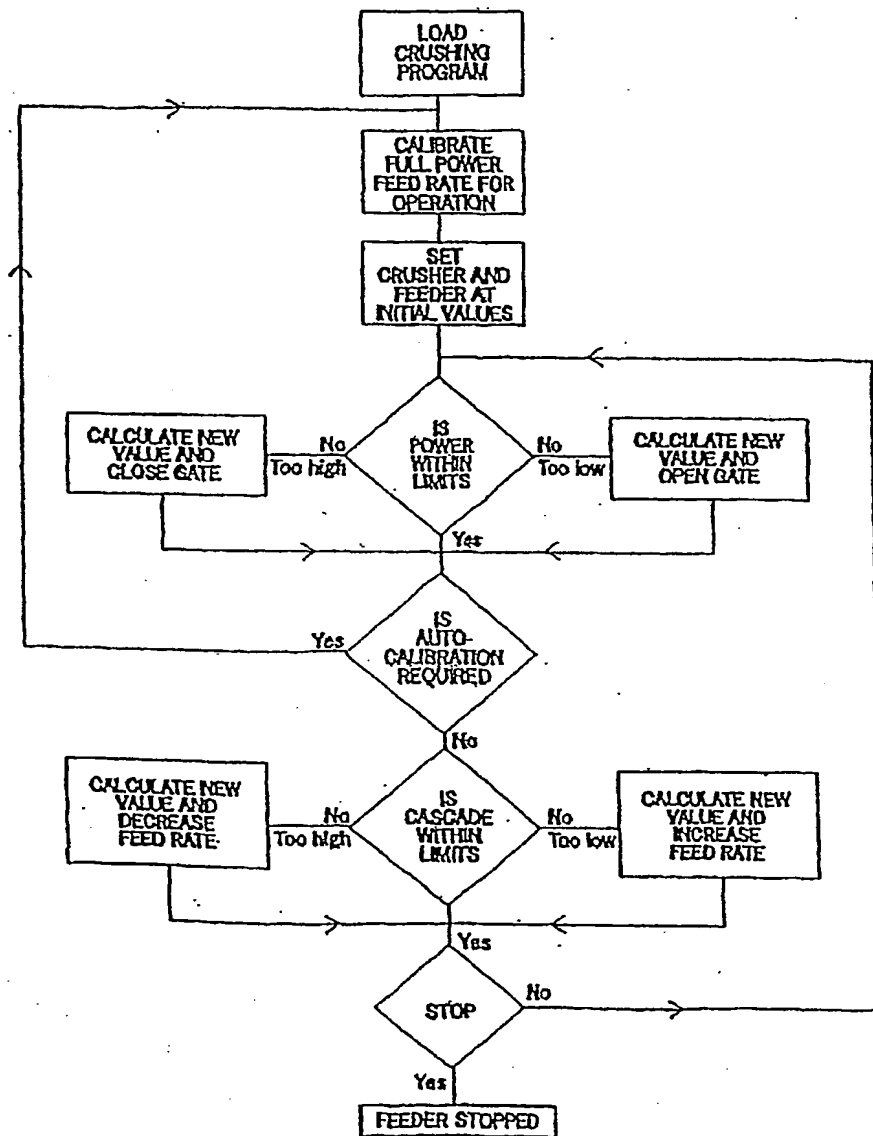 LOAD
CRUSHING
PROGRAM
CALIBRATE
FULL POWER
FEED RATE FOR
OPERATION
SET
CRUSHER AND
FEEDER AT
INITIAL VALUES
CALCULATE NEW
VALUE AND
CLOSE GATE
No
Too high
IS
POWER
WITHIN
LIMITS
No
Too low
CALCULATE NEW
VALUE AND
OPEN GATE
Yes
Yes
IS
AUTO-
CALIBRATION
REQUIRED
No
CALCULATE NEW
VALUE AND
DECREASE
FEED RATE
No
Too high
IS
CASCADE
WITHIN
LIMITS
No
Too low
CALCULATE NEW
VALUE AND
INCREASE
FEED RATE
Yes
STOP
No
Yes
FEEDER STOPPED